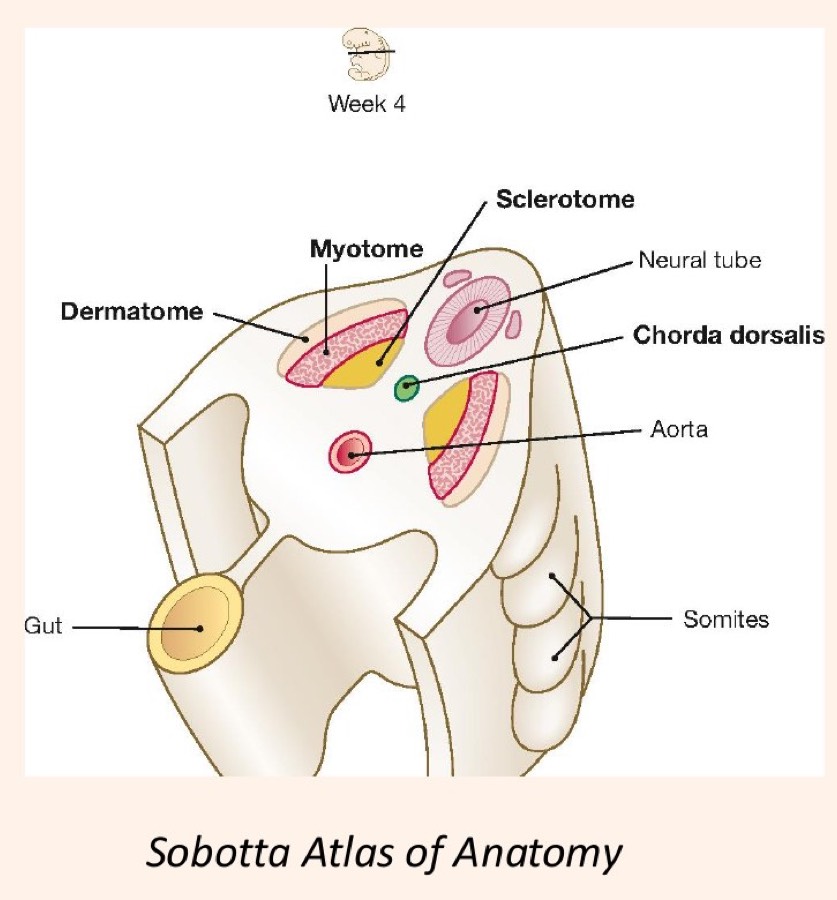 Week 4
Sclerotome
Myotome
Neural tube
Dermatome
Chorda dorsalis
Aorta
Gut
Somites
Sobotta Atlas of Anatomy